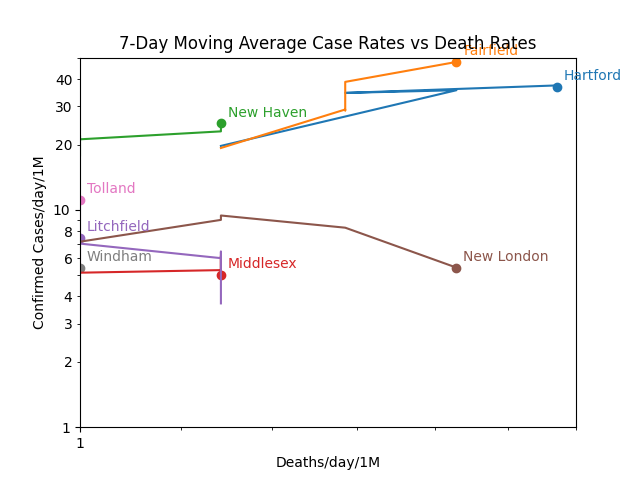 7-Day Moving Average Case Rates vs Death Rates
Fairfield
Hartford
New Haven
Tolland
Litchfield
Windham
Middlesex
New London
40
30
20
10
8
6
4
3
2
1
1
Confirmed Cases/day/1M
Deaths/day/1M